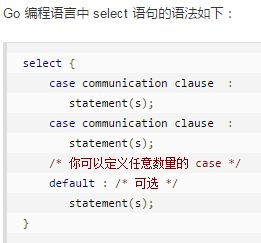 Go 编程语言中 select 语句的语法如下：
select {
    case communication clause  :
       statement(s);
    case communication clause  :
       statement(s);
    /* 你可以定义任意数量的 case */
    default : /* 可选 */
       statement(s);
}